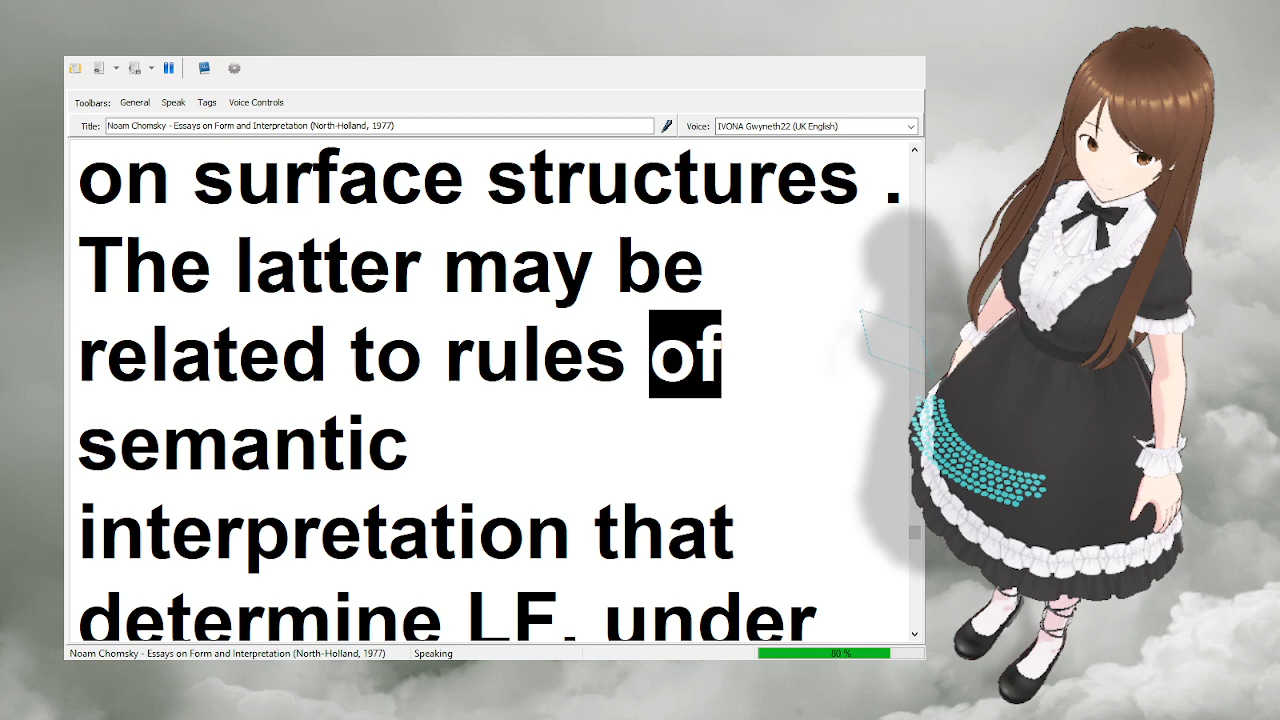 Toolbars: General Speak Tags Voice Controls
Title: Noam Chomsky - Essays on Form and Interpretation (North-Holland, 1977) Voice: IVONA Gwyneth22 (UK English)
on surface structures .
The latter may be
related to rules of
semantic
interpretation that
determine LF, under
Noam Chomsky - Essays on Form and Interpretation (North-Holland, 1977) Speaking 80 %